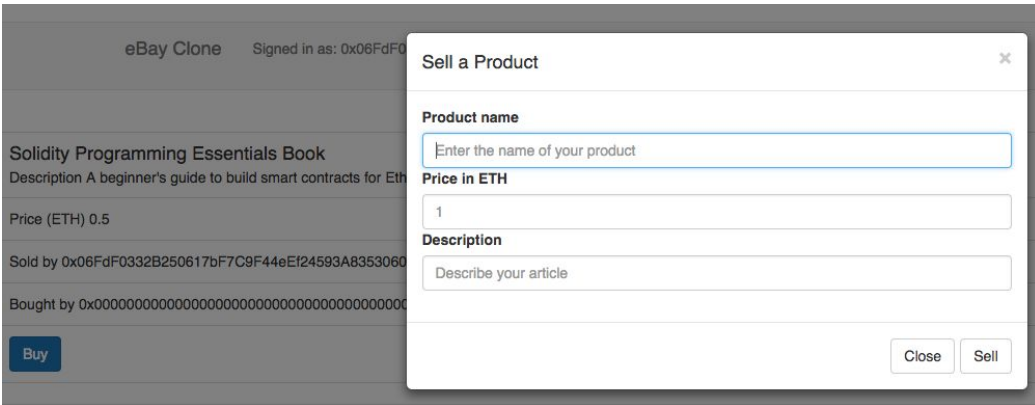 eBay Clone Signed in as: 0x06FdF0
Solidity Programming Essentials Book
Description A beginner's guide to build smart contracts for Eth
Price (ETH) 0.5
Sold by 0x06FdF0332B250617bF7C9F44eEf24593A8353060
Bought by 0x0000000000000000000000000000000000000000
Buy
Sell a Product ×
Product name
Enter the name of your product
Price in ETH
1
Description
Describe your article
Close Sell